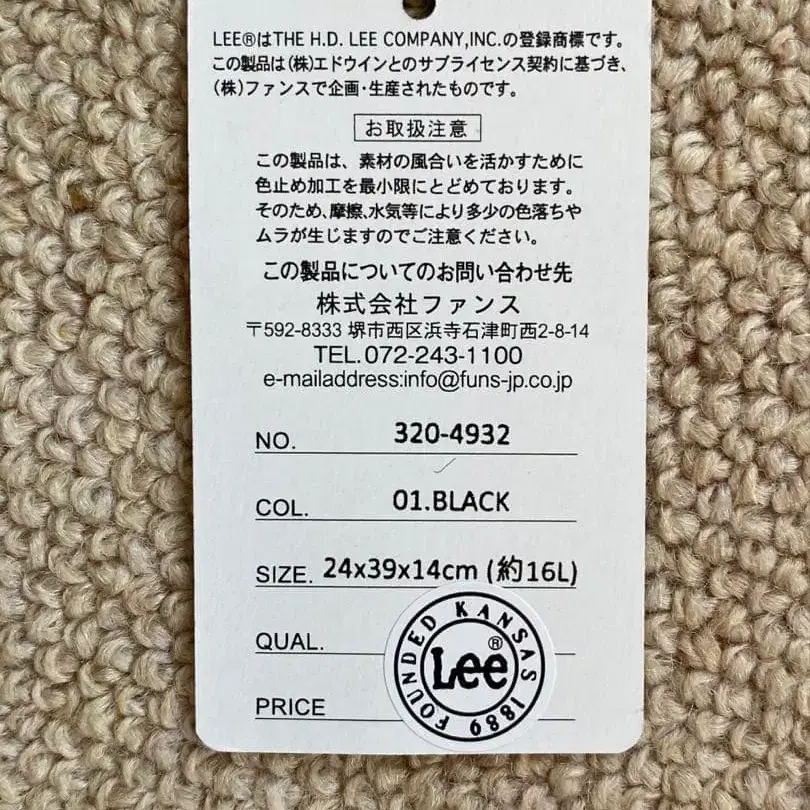 LEE®はTHE H.D. LEE COMPANY,INC.の登録商標です。
この製品は(株)エドウインとのサブライセンス契約に基づき、
(株)ファンスで企画・生産されたものです。
お取扱注意
この製品は、素材の風合いを活かすために
色止め加工を最小限にとどめております。
そのため、摩擦、水気等により多少の色落ちや
ムラが生じますのでご注意ください。
この製品についてのお問い合わせ先
株式会社ファンス
〒592-8333 堺市西区浜寺石津町西2-8-14
TEL.072-243-1100
e-mailaddress:info@funs-jp.co.jp
NO. 320-4932
COL. 01.BLACK
SIZE. 24x39x14cm (約16L)
QUAL.
PRICE
FOUNDED KANSAS 1889
Lee®